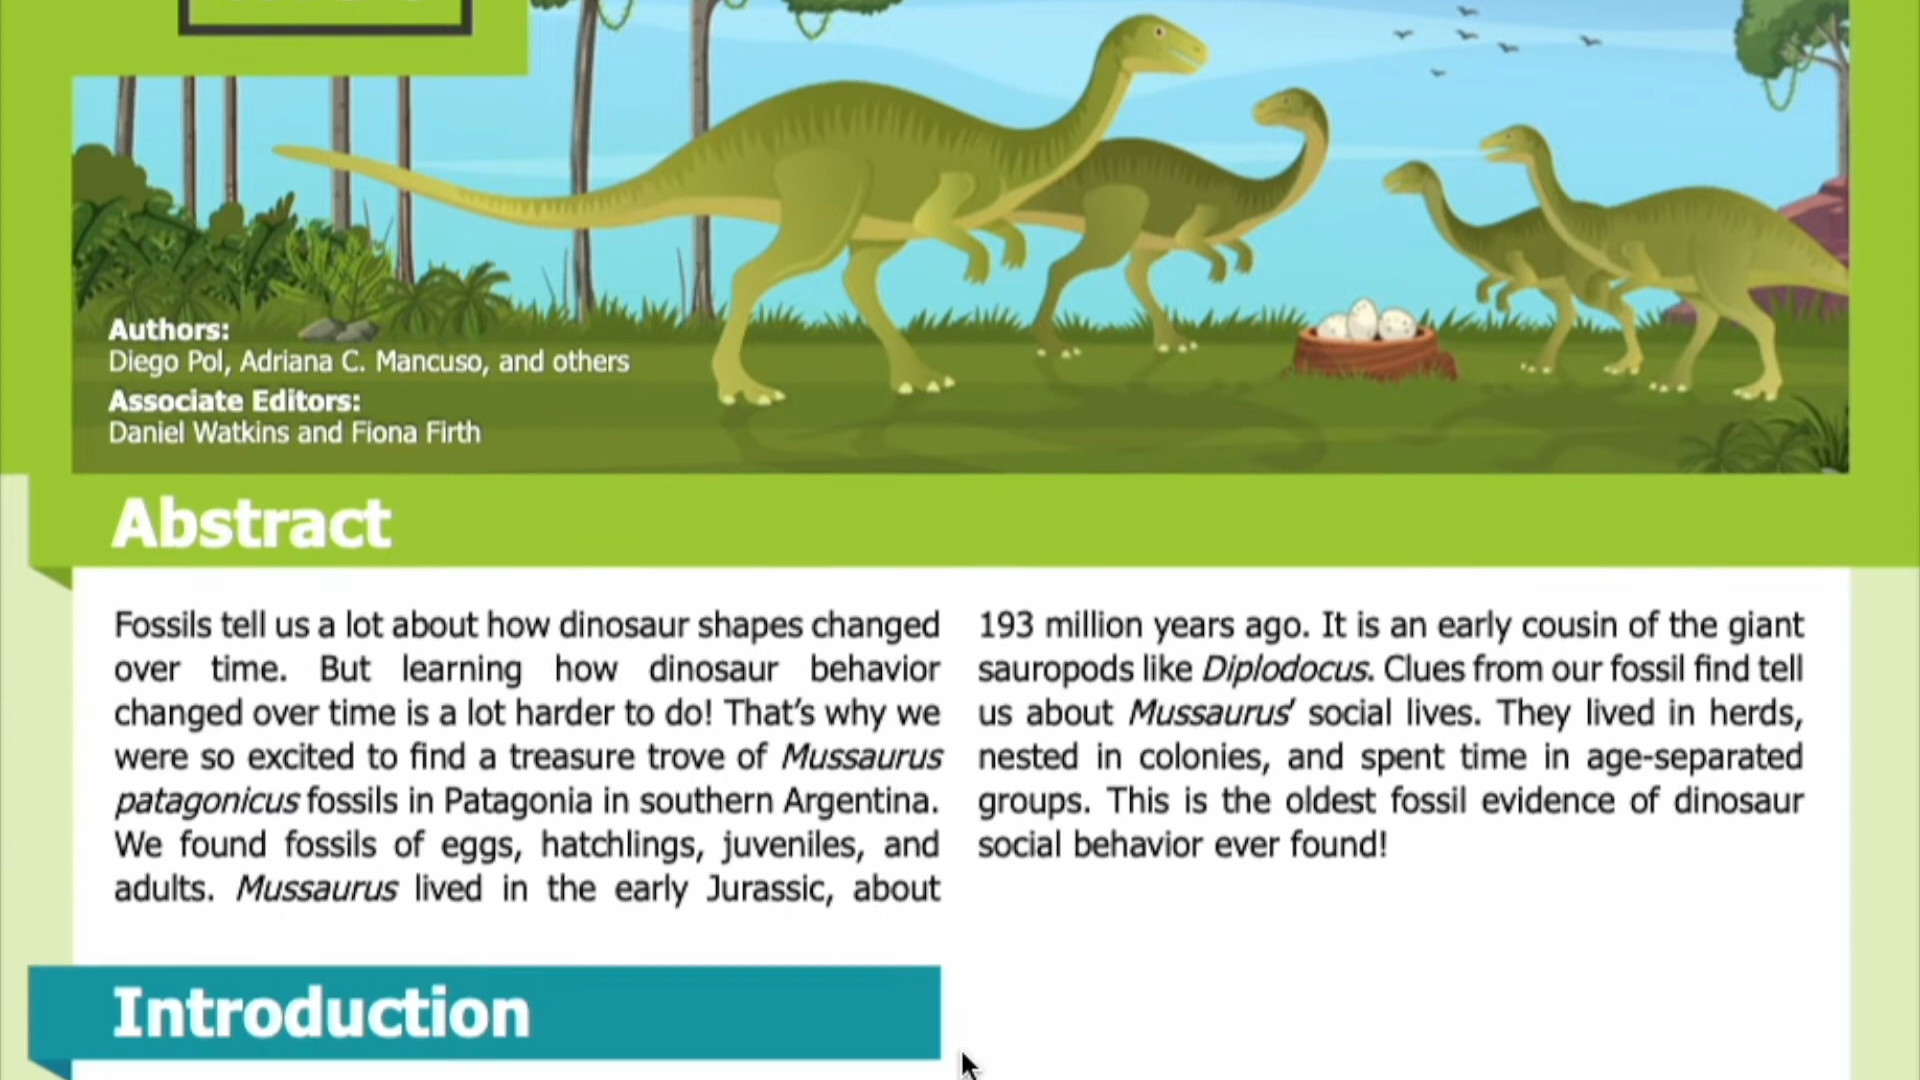 Authors:
Diego Pol, Adriana C. Mancuso, and others
Associate Editors:
Daniel Watkins and Fiona Firth
Abstract
Fossils tell us a lot about how dinosaur shapes changed
over time. But learning how dinosaur behavior
changed over time is a lot harder to do! That’s why we
were so excited to find a treasure trove of Mussaurus
patagonicus fossils in Patagonia in southern Argentina.
We found fossils of eggs, hatchlings, juveniles, and
adults. Mussaurus lived in the early Jurassic, about
193 million years ago. It is an early cousin of the giant
sauropods like Diplodocus. Clues from our fossil find tell
us about Mussaurus’ social lives. They lived in herds,
nested in colonies, and spent time in age-separated
groups. This is the oldest fossil evidence of dinosaur
social behavior ever found!
Introduction